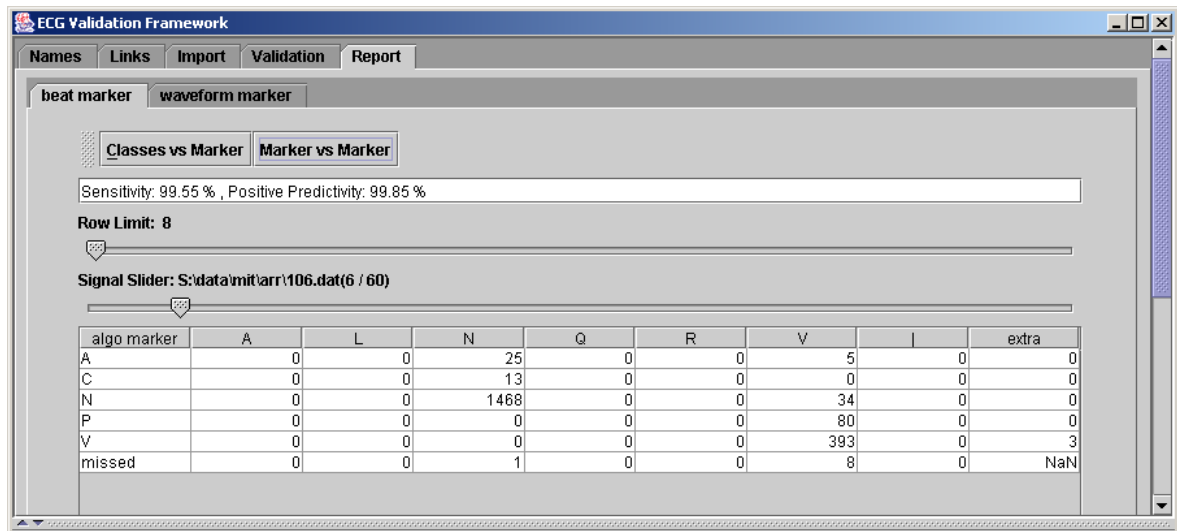 ECG Validation Framework
Names Links Import Validation Report
beat marker waveform marker
Classes vs Marker Marker vs Marker
Sensitivity: 99.55 % , Positive Predictivity: 99.85 %
Row Limit: 8
Signal Slider: S:\data\mit\arr\106.dat(6 / 60)
algo marker A L N Q R V | extra
A 0 0 25 0 0 5 0 0
C 0 0 13 0 0 0 0 0
N 0 0 1468 0 0 34 0 0
P 0 0 0 0 0 80 0 0
V 0 0 0 0 0 393 0 3
missed 0 0 1 0 0 8 0 NaN